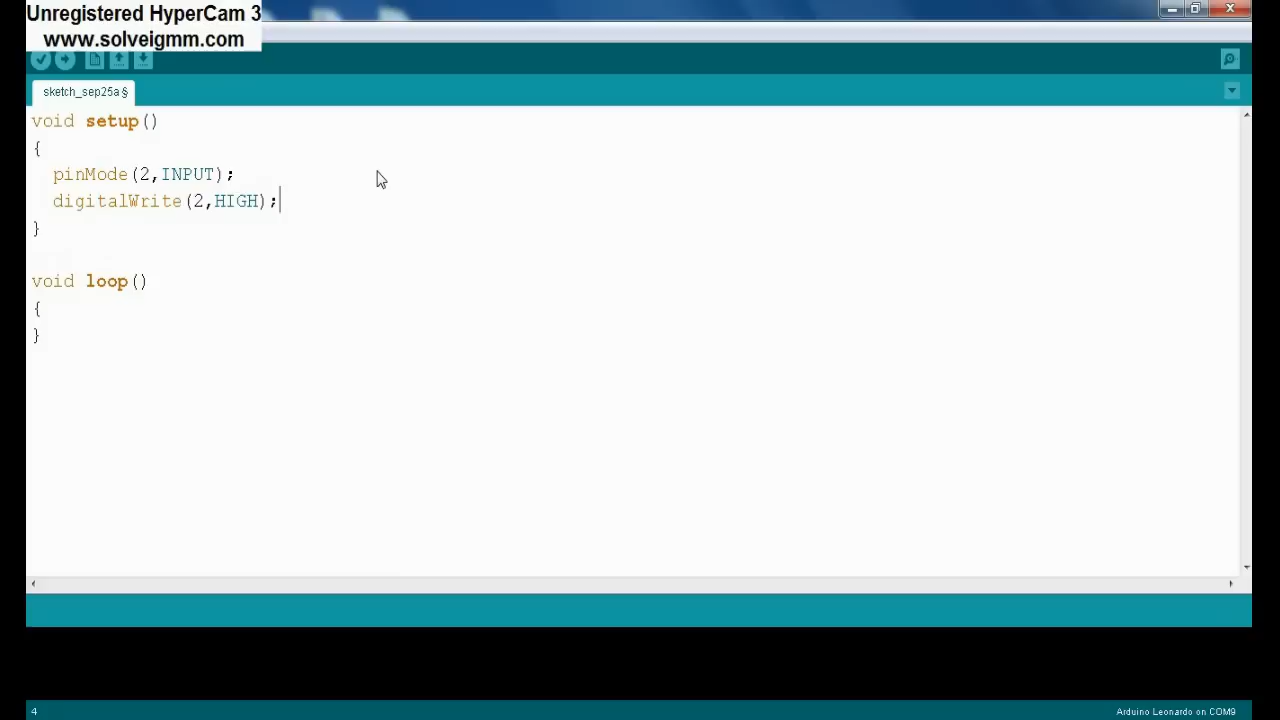 Unregistered HyperCam 3
www.solveigmm.com
sketch_sep25a §
void setup()
{
pinMode(2,INPUT);
digitalWrite(2,HIGH);
}
void loop()
{
}
4
Arduino Leonardo on COM9